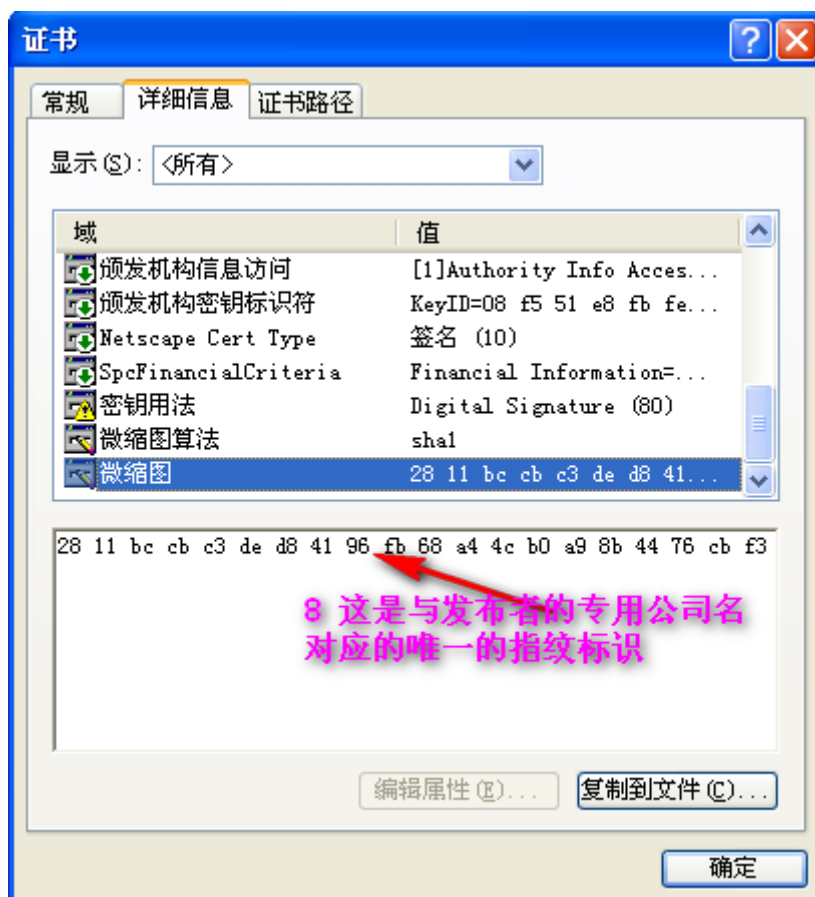 证书
常规 详细信息 证书路径
显示(S): <所有>
域 值
颁发机构信息访问 [1]Authority Info Acces...
颁发机构密钥标识符 KeyID=08 f5 51 e8 fb fe...
Netscape Cert Type 签名 (10)
SpcFinancialCriteria Financial Information=...
密钥用法 Digital Signature (80)
微缩图算法 sha1
微缩图 28 11 bc cb c3 de d8 41...
28 11 bc cb c3 de d8 41 96 fb 68 a4 4c b0 a9 8b 44 76 cb f3
8 这是与发布者的专用公司名
对应的唯一的指纹标识
编辑属性(E)... 复制到文件(C)...
确定